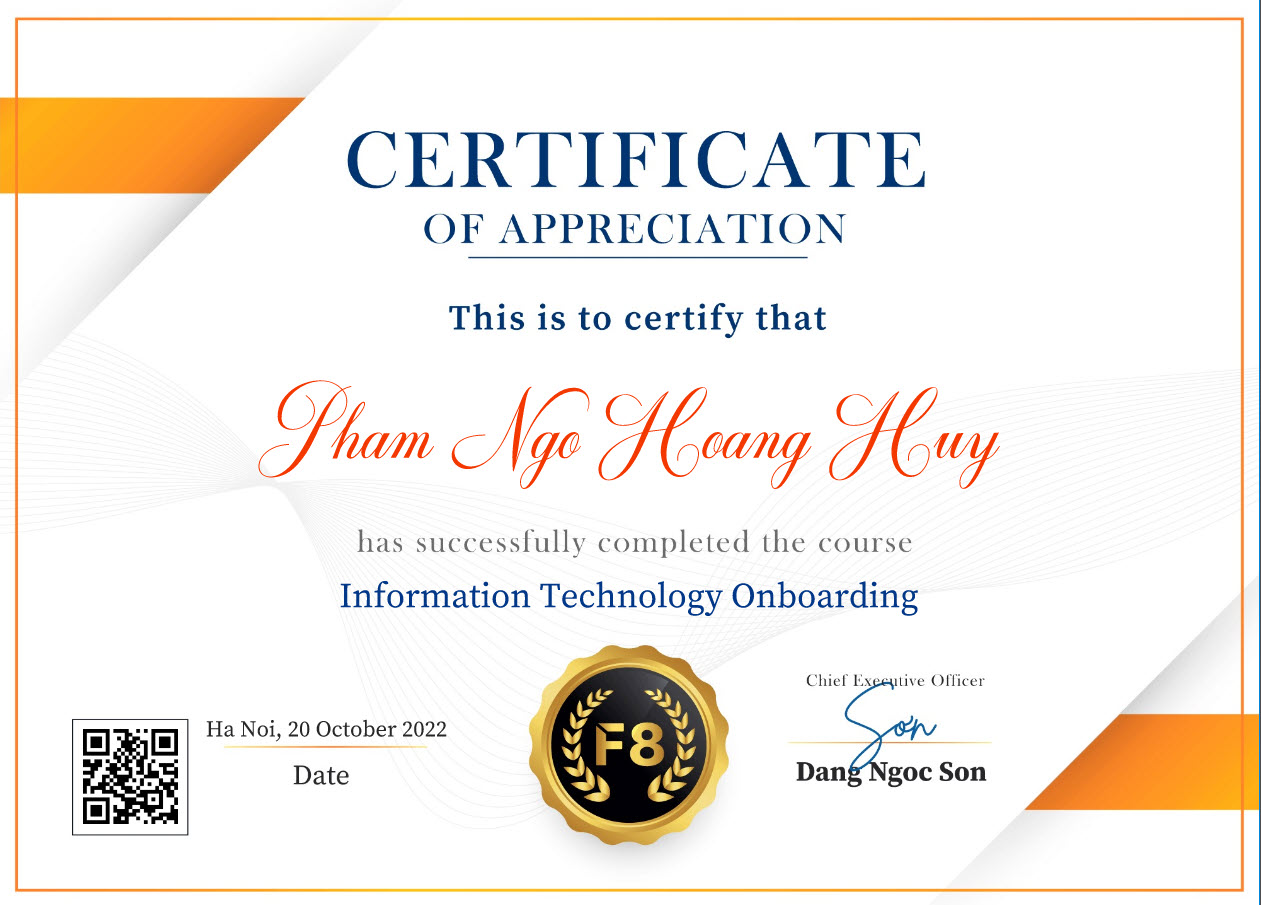 CERTIFICATE
OF APPRECIATION
This is to certify that
Pham Ngo Hoang Huy
has successfully completed the course
Information Technology Onboarding
Chief Executive Officer
Son
Ha Noi, 20 October 2022
F8
Date
Dang Ngoc Son